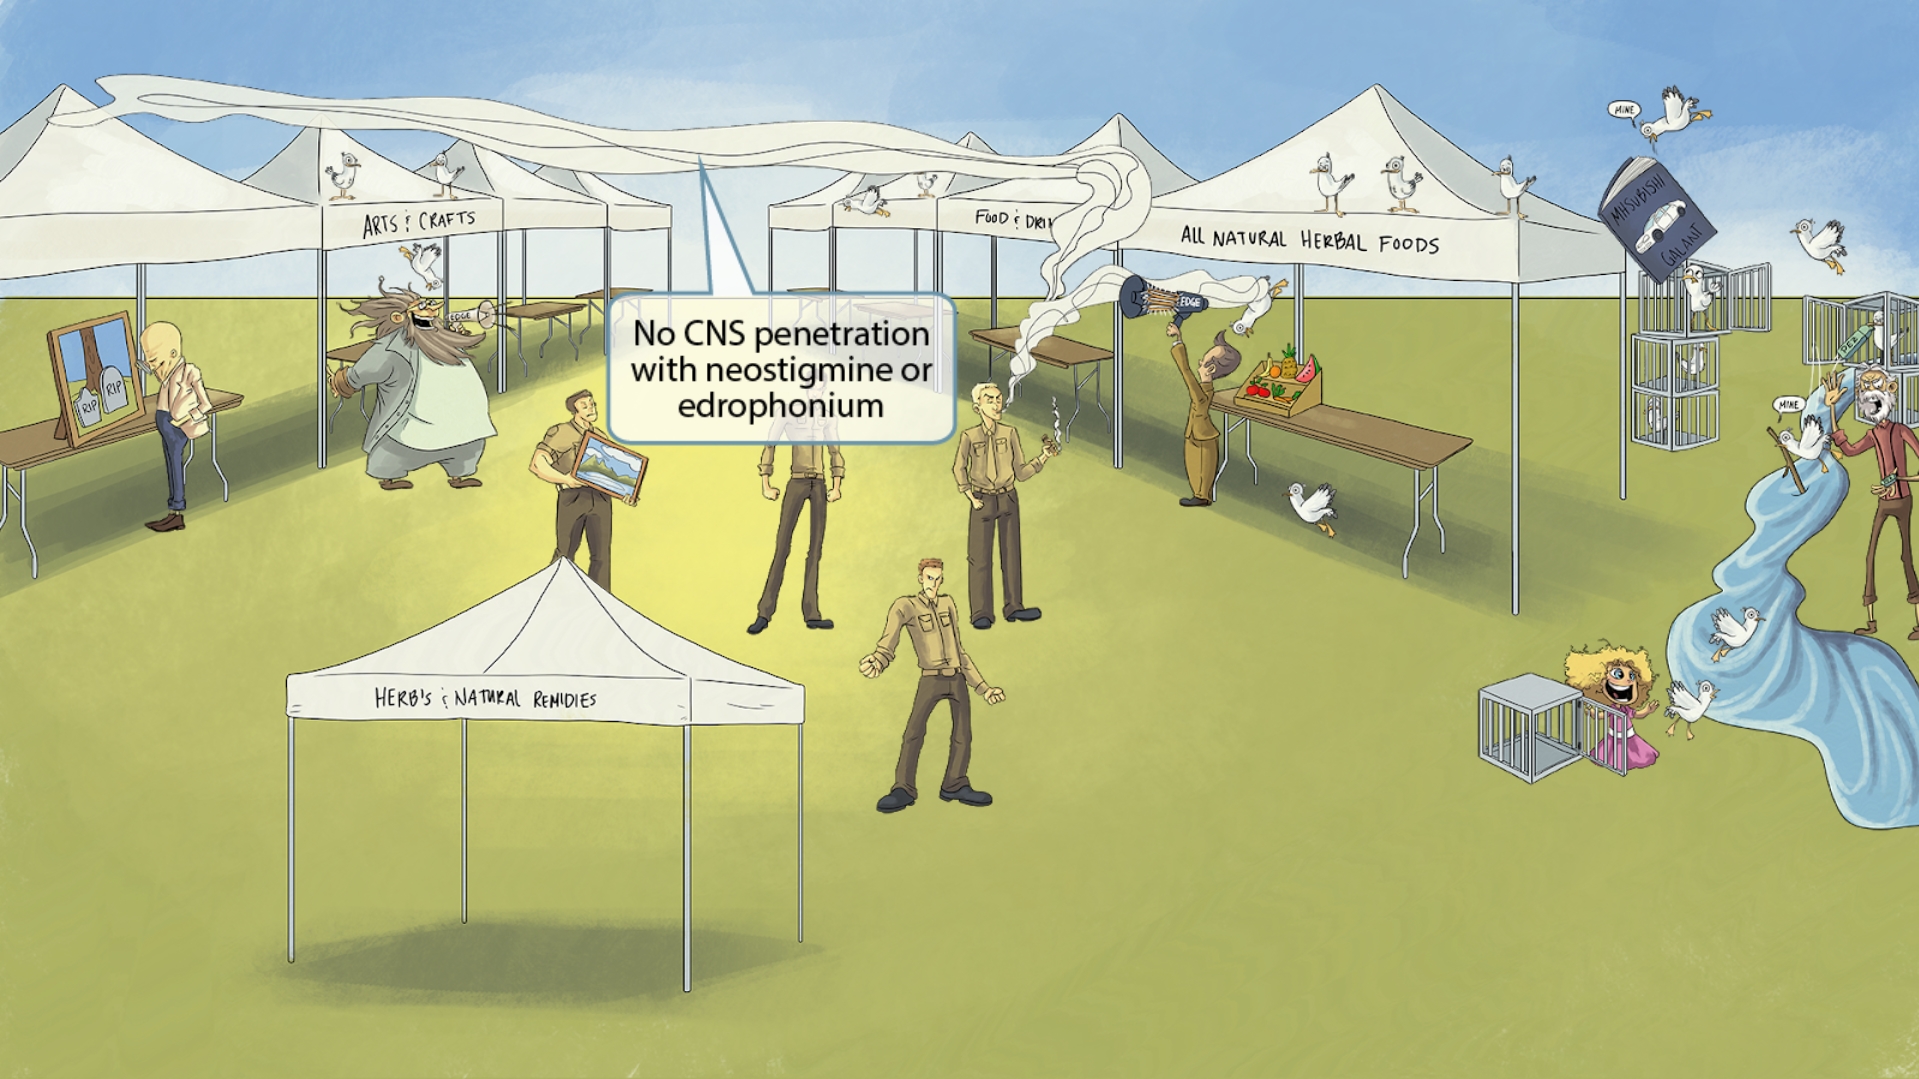 MINE
MITSUBISHI
GALANT
ARTS & CRAFTS
FOOD & DRI
ALL NATURAL HERBAL FOODS
EDGE
EDGE
No CNS penetration
with neostigmine or
edrophonium
RIP
RIP
PEZ
MINE
HERB'S & NATURAL REMIDIES